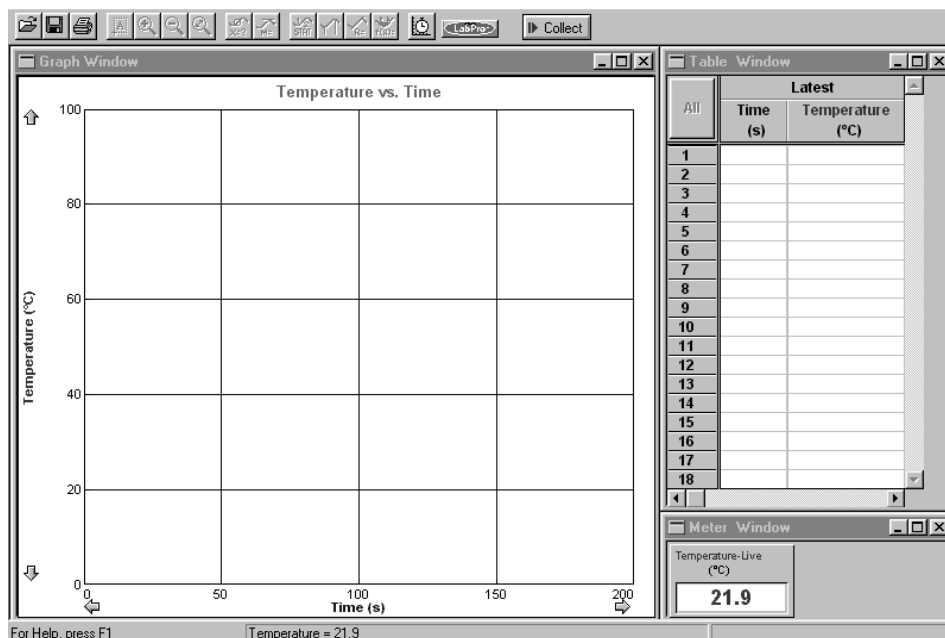 X=? M= STAT R= f(x)= LabPro Collect
Graph Window
Temperature vs. Time
100
80
60
40
20
0
Temperature (°C)
0 50 100 150 200
Time (s)
Table Window
All
Latest
Time Temperature
(s) (°C)
1
2
3
4
5
6
7
8
9
10
11
12
13
14
15
16
17
18
Meter Window
Temperature-Live
(°C)
21.9
For Help, press F1 Temperature = 21.9